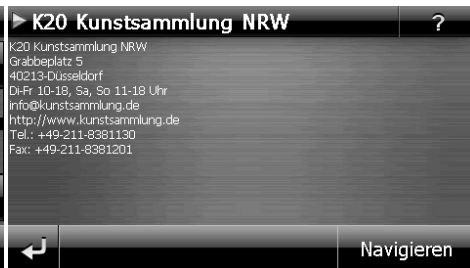 K20 Kunstsammlung NRW
?
K20 Kunstsammlung NRW
Grabbeplatz 5
40213-Düsseldorf
Di-Fr 10-18, Sa, So 11-18 Uhr
info@kunstsammlung.de
http://www.kunstsammlung.de
Tel.: +49-211-8381130
Fax: +49-211-8381201
Navigieren